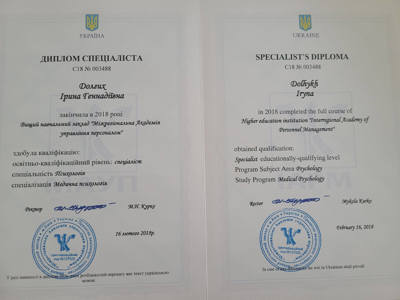 УКРАЇНА
ДИПЛОМ СПЕЦІАЛІСТА
С18 № 003488
Долгих
Ірина Геннадіївна
закінчила в 2018 році
Вищий навчальний заклад "Міжрегіональна Академія
управління персоналом"
здобула кваліфікацію:
освітньо-кваліфікаційний рівень: спеціаліст
спеціальність Психологія
спеціалізація Медична психологія
Ректор
М.Н. Курко
16 лютого 2018р.
UKRAINE
SPECIALIST'S DIPLOMA
C18 № 003488
Dolhykh
Iryna
in 2018 completed the full course of
Higher education institution "Interregional Academy of
Personnel Management"
obtained qualification:
Specialist educationally-qualifying level
Program Subject Area Psychology
Study Program Medical Psychology
Rector
Mykola Kurko
February 16, 2018